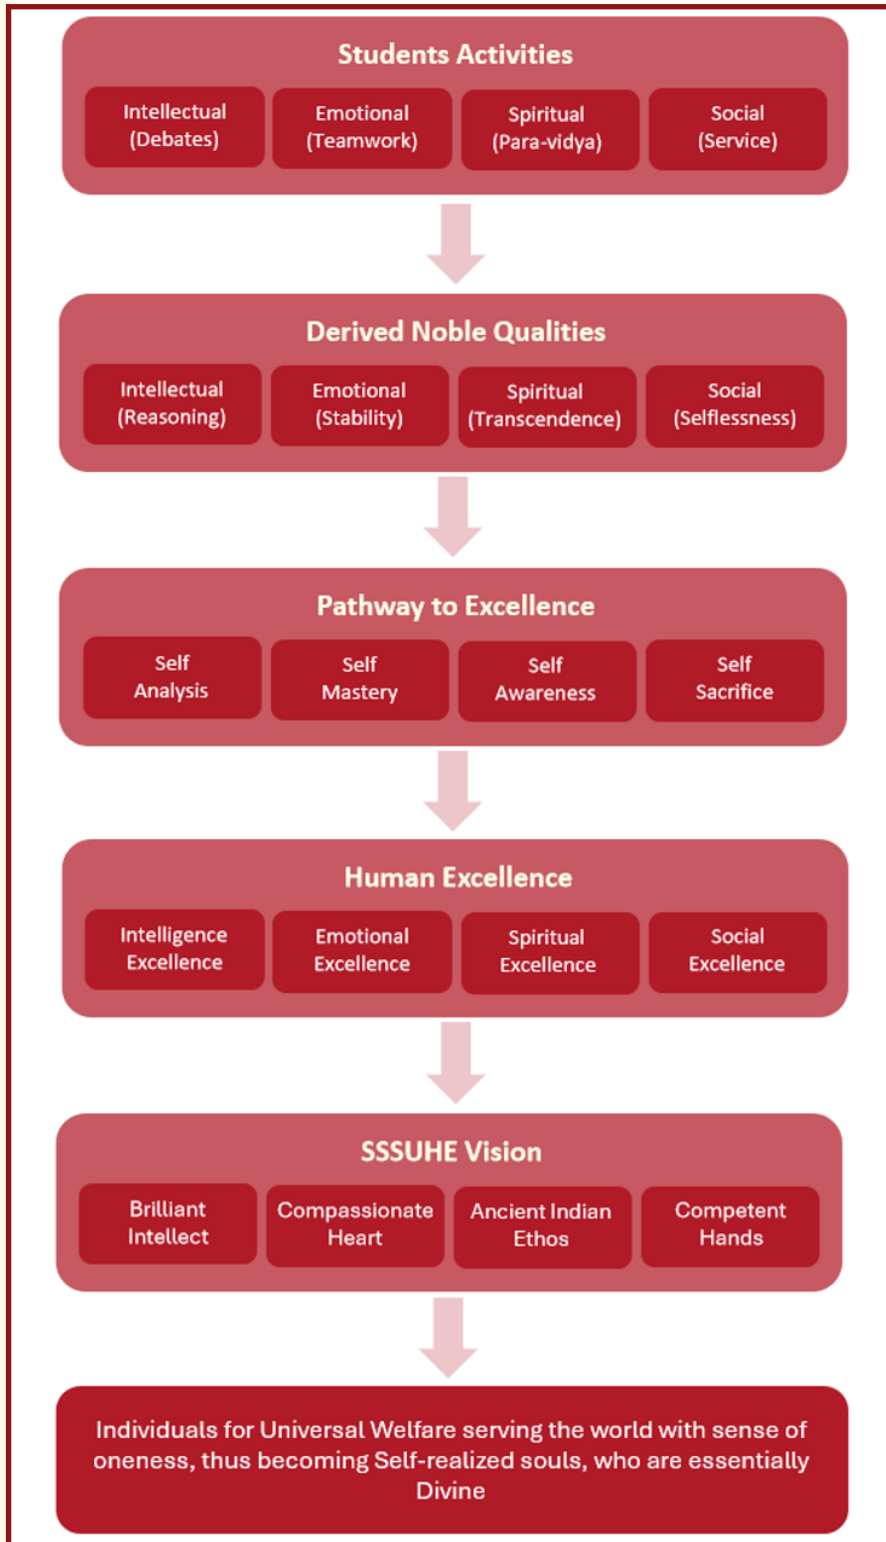 Students Activities
Intellectual
(Debates)
Emotional
(Teamwork)
Spiritual
(Para-vidya)
Social
(Service)
Derived Noble Qualities
Intellectual
(Reasoning)
Emotional
(Stability)
Spiritual
(Transcendence)
Social
(Selflessness)
Pathway to Excellence
Self
Analysis
Self
Mastery
Self
Awareness
Self
Sacrifice
Human Excellence
Intelligence
Excellence
Emotional
Excellence
Spiritual
Excellence
Social
Excellence
SSSUHE Vision
Brilliant
Intellect
Compassionate
Heart
Ancient Indian
Ethos
Competent
Hands
Individuals for Universal Welfare serving the world with sense of
oneness, thus becoming Self-realized souls, who are essentially
Divine